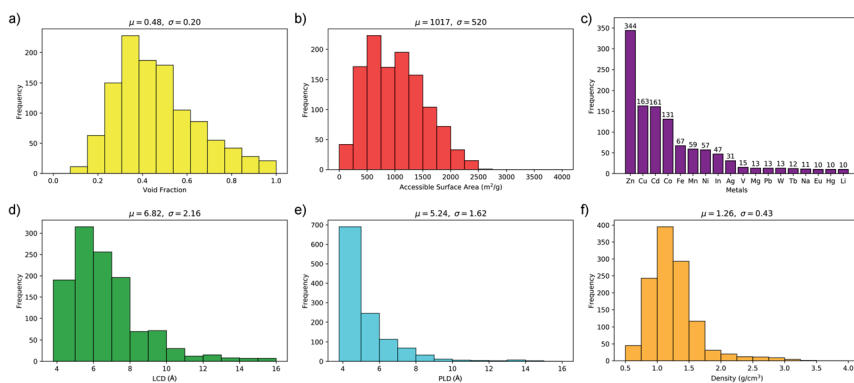 a)
μ = 0.48, σ = 0.20
Frequency
200
150
100
50
0
0.0 0.2 0.4 0.6 0.8 1.0
Void Fraction
b)
μ = 1017, σ = 520
Frequency
200
150
100
50
0
0 500 1000 1500 2000 2500 3000 3500 4000
Accessible Surface Area (m²/g)
c)
Frequency
350
300
250
200
150
100
50
0
344 163 161 131 67 59 57 47 31 15 13 13 13 12 11 10 10 10
Zn Cu Cd Co Fe Mn Ni In Ag V Mg Pb W Tb Na Eu Hg Li
Metals
d)
μ = 6.82, σ = 2.16
Frequency
300
250
200
150
100
50
0
4 6 8 10 12 14 16
LCD (Å)
e)
μ = 5.24, σ = 1.62
Frequency
700
600
500
400
300
200
100
0
4 6 8 10 12 14 16
PLD (Å)
f)
μ = 1.26, σ = 0.43
Frequency
400
350
300
250
200
150
100
50
0
0.5 1.0 1.5 2.0 2.5 3.0 3.5 4.0
Density (g/cm³)